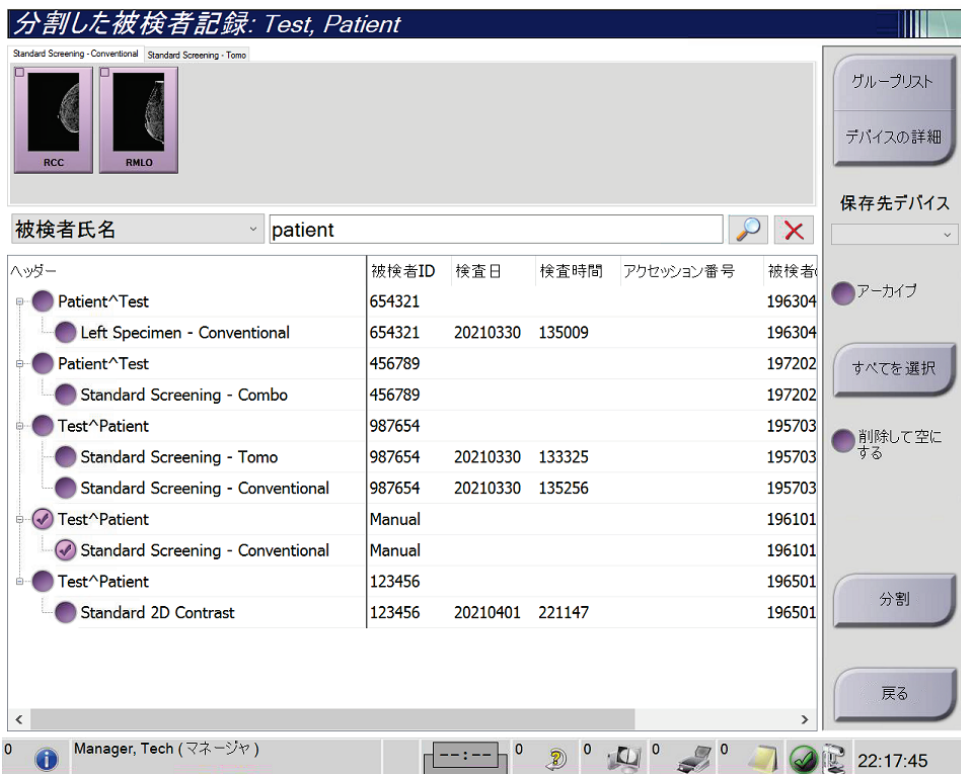 分割した被検者記録: Test, Patient
Standard Screening - Conventional Standard Screening - Tomo
RCC RMLO
グループリスト
デバイスの詳細
保存先デバイス
被検者氏名 patient
ヘッダー 被検者ID 検査日 検査時間 アクセッション番号 被検者
Patient^Test 654321 196304
Left Specimen - Conventional 654321 20210330 135009 196304
Patient^Test 456789 197202
Standard Screening - Combo 456789 197202
Test^Patient 987654 195703
Standard Screening - Tomo 987654 20210330 133325 195703
Standard Screening - Conventional 987654 20210330 135256 195703
Test^Patient Manual 196101
Standard Screening - Conventional Manual 196101
Test^Patient 123456 196501
Standard 2D Contrast 123456 20210401 221147 196501
アーカイブ
すべてを選択
削除して空に
する
分割
戻る
0 Manager, Tech (マネージャ) --:-- 0 0 0 0 22:17:45